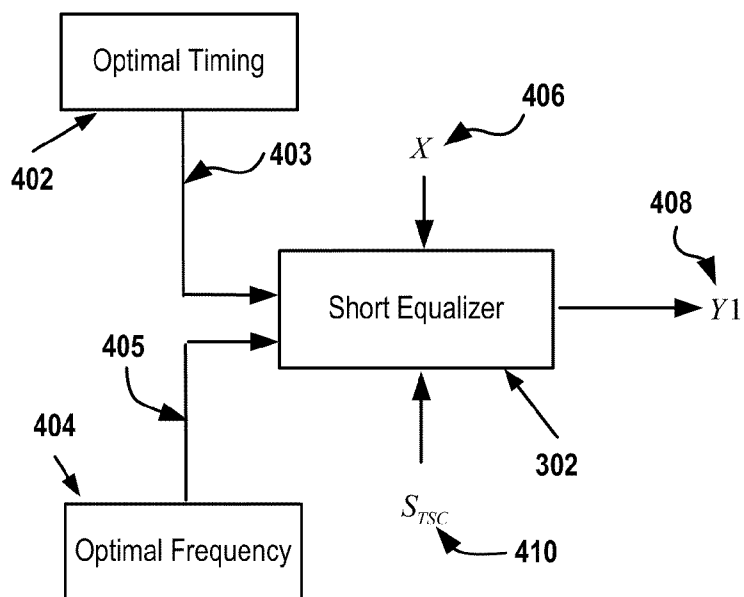 Optimal Timing
402
403
X
406
408
Short Equalizer
Y1
405
404
302
S_TSC
410
Optimal Frequency